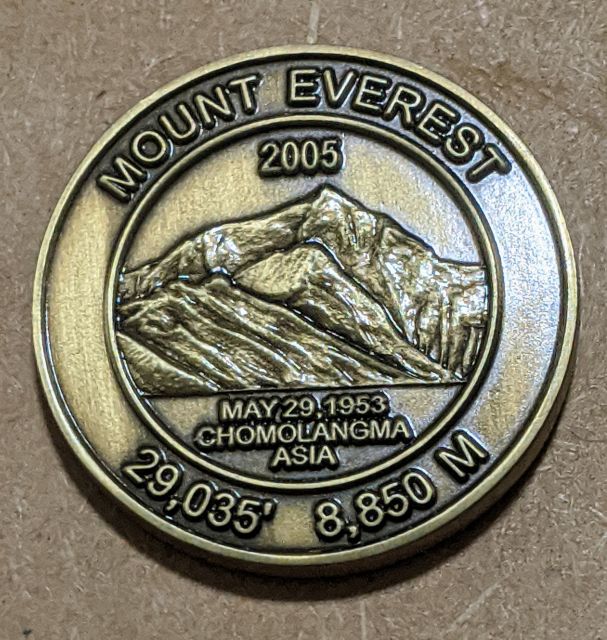 MOUNT EVEREST
2005
MAY 29, 1953
CHOMOLANGMA
ASIA
29,035' 8,850 M